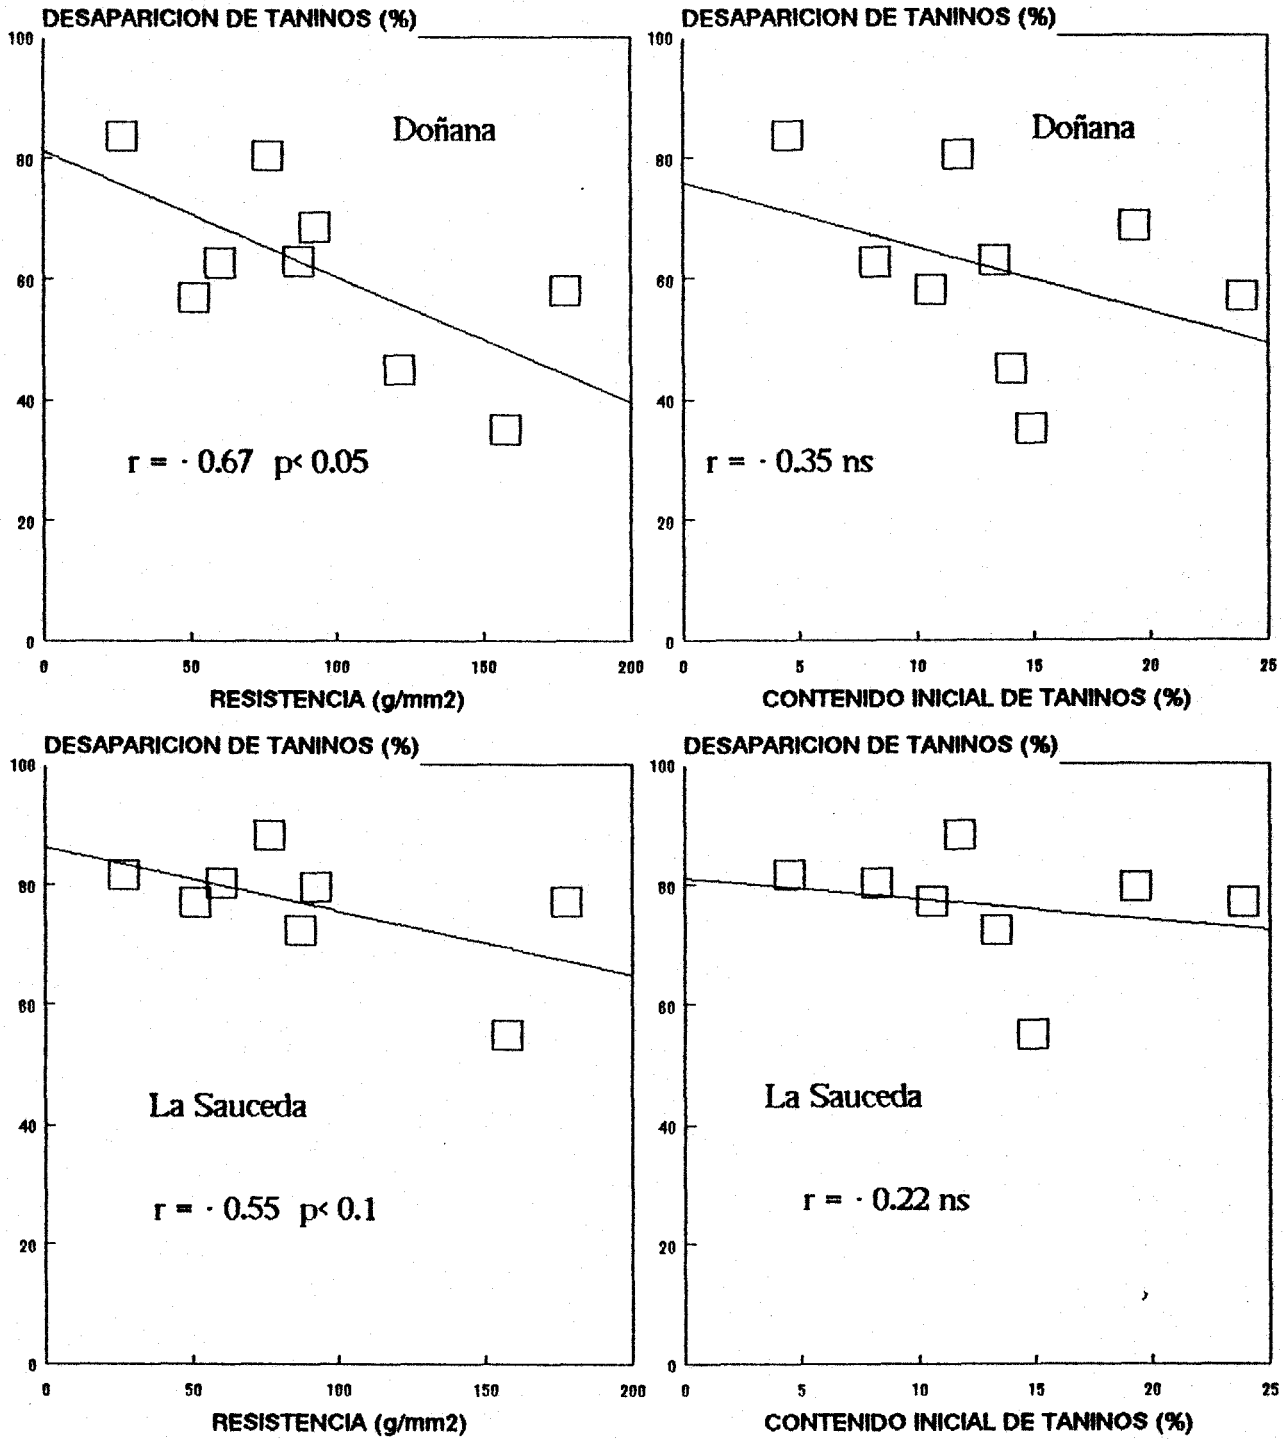 DESAPARICION DE TANINOS (%)
100
80
60
40
20
0
Doñana
r = - 0.67 p< 0.05
0 50 100 150 200
RESISTENCIA (g/mm2)
DESAPARICION DE TANINOS (%)
100
80
60
40
20
0
Doñana
r = - 0.35 ns
0 5 10 15 20 25
CONTENIDO INICIAL DE TANINOS (%)
DESAPARICION DE TANINOS (%)
100
80
60
40
20
0
La Sauceda
r = - 0.55 p< 0.1
0 50 100 150 200
RESISTENCIA (g/mm2)
DESAPARICION DE TANINOS (%)
100
80
60
40
20
0
La Sauceda
r = - 0.22 ns
0 5 10 15 20 25
CONTENIDO INICIAL DE TANINOS (%)